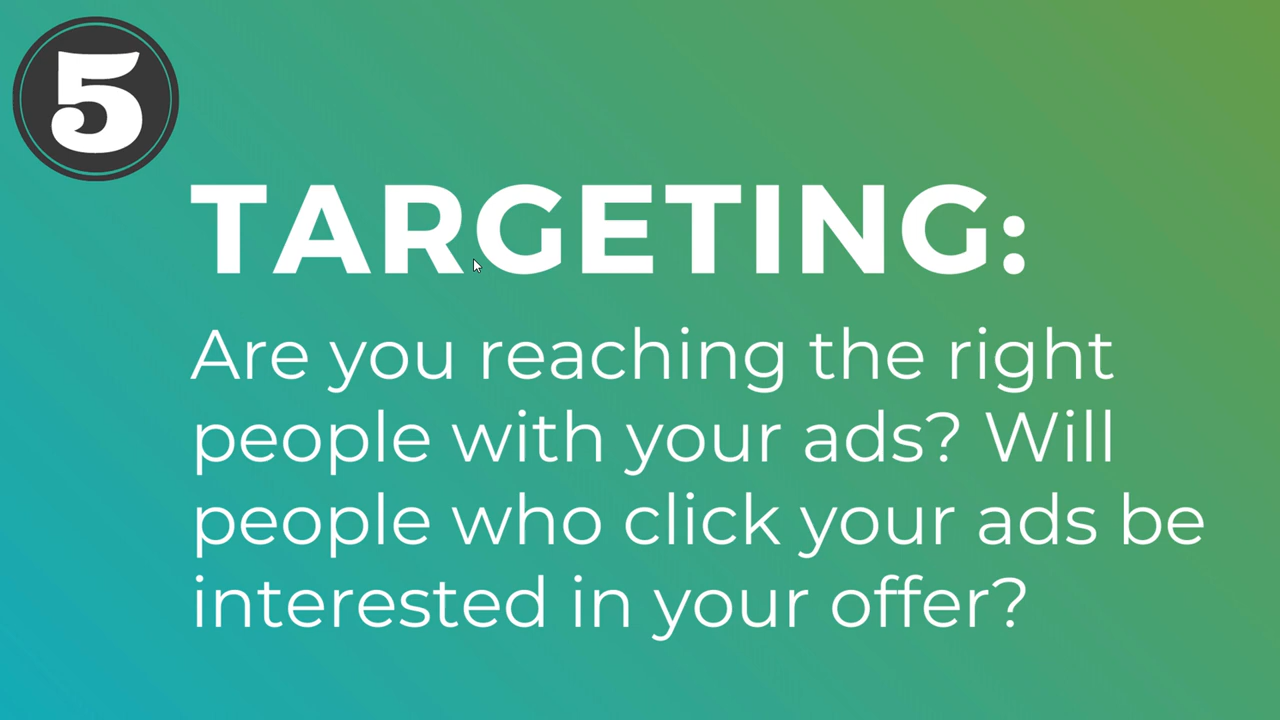 5
TARGETING:
Are you reaching the right
people with your ads? Will
people who click your ads be
interested in your offer?